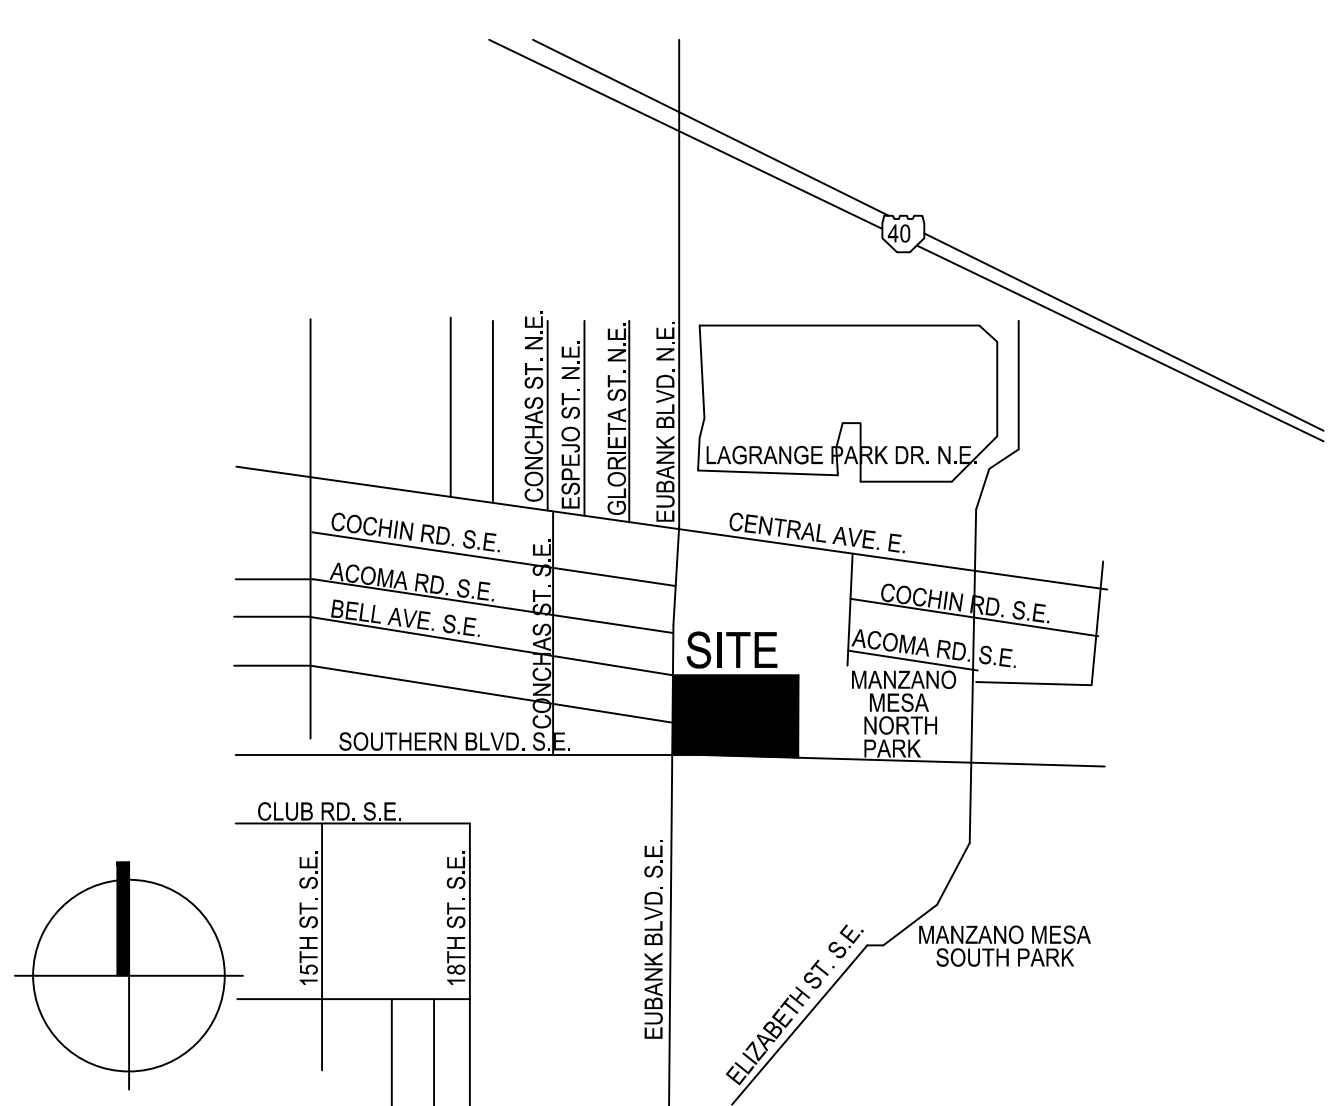 40
CONCHAS ST. N.E.
ESPEJO ST. N.E.
GLORIETA ST. N.E.
EUBANK BLVD. N.E.
LAGRANGE PARK DR. N.E.
CENTRAL AVE. E.
COCHIN RD. S.E.
ACOMA RD. S.E.
BELL AVE. S.E.
CONCHAS ST. S.E.
COCHIN RD. S.E.
ACOMA RD. S.E.
SITE
MANZANO
MESA
NORTH
PARK
SOUTHERN BLVD. S.E.
CLUB RD. S.E.
15TH ST. S.E.
18TH ST. S.E.
EUBANK BLVD. S.E.
ELIZABETH ST. S.E.
MANZANO MESA
SOUTH PARK